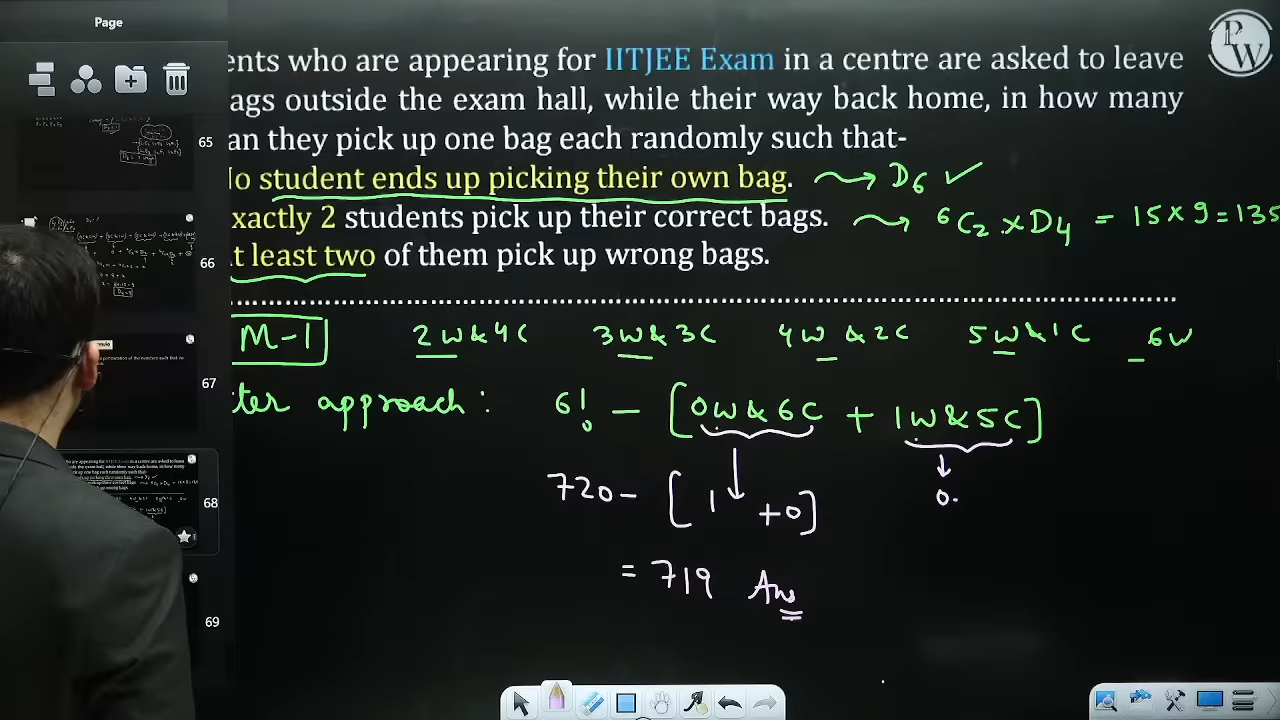 Page
ents who are appearing for IITJEE Exam in a centre are asked to leave
ags outside the exam hall, while their way back home, in how many
an they pick up one bag each randomly such that-
No student ends up picking their own bag. D6 ✓
xactly 2 students pick up their correct bags. ⁶C₂ × D₄ = 15 × 9 = 135
t least two of them pick up wrong bags.
M-1 2W&4C 3W&3C 4W&2C 5W&1C 6W
ter approach: 6! − [0W&6C + 1W&5C]
720 − [1 + 0] 0.
= 719 Ans
65
66
67
68
69
PW